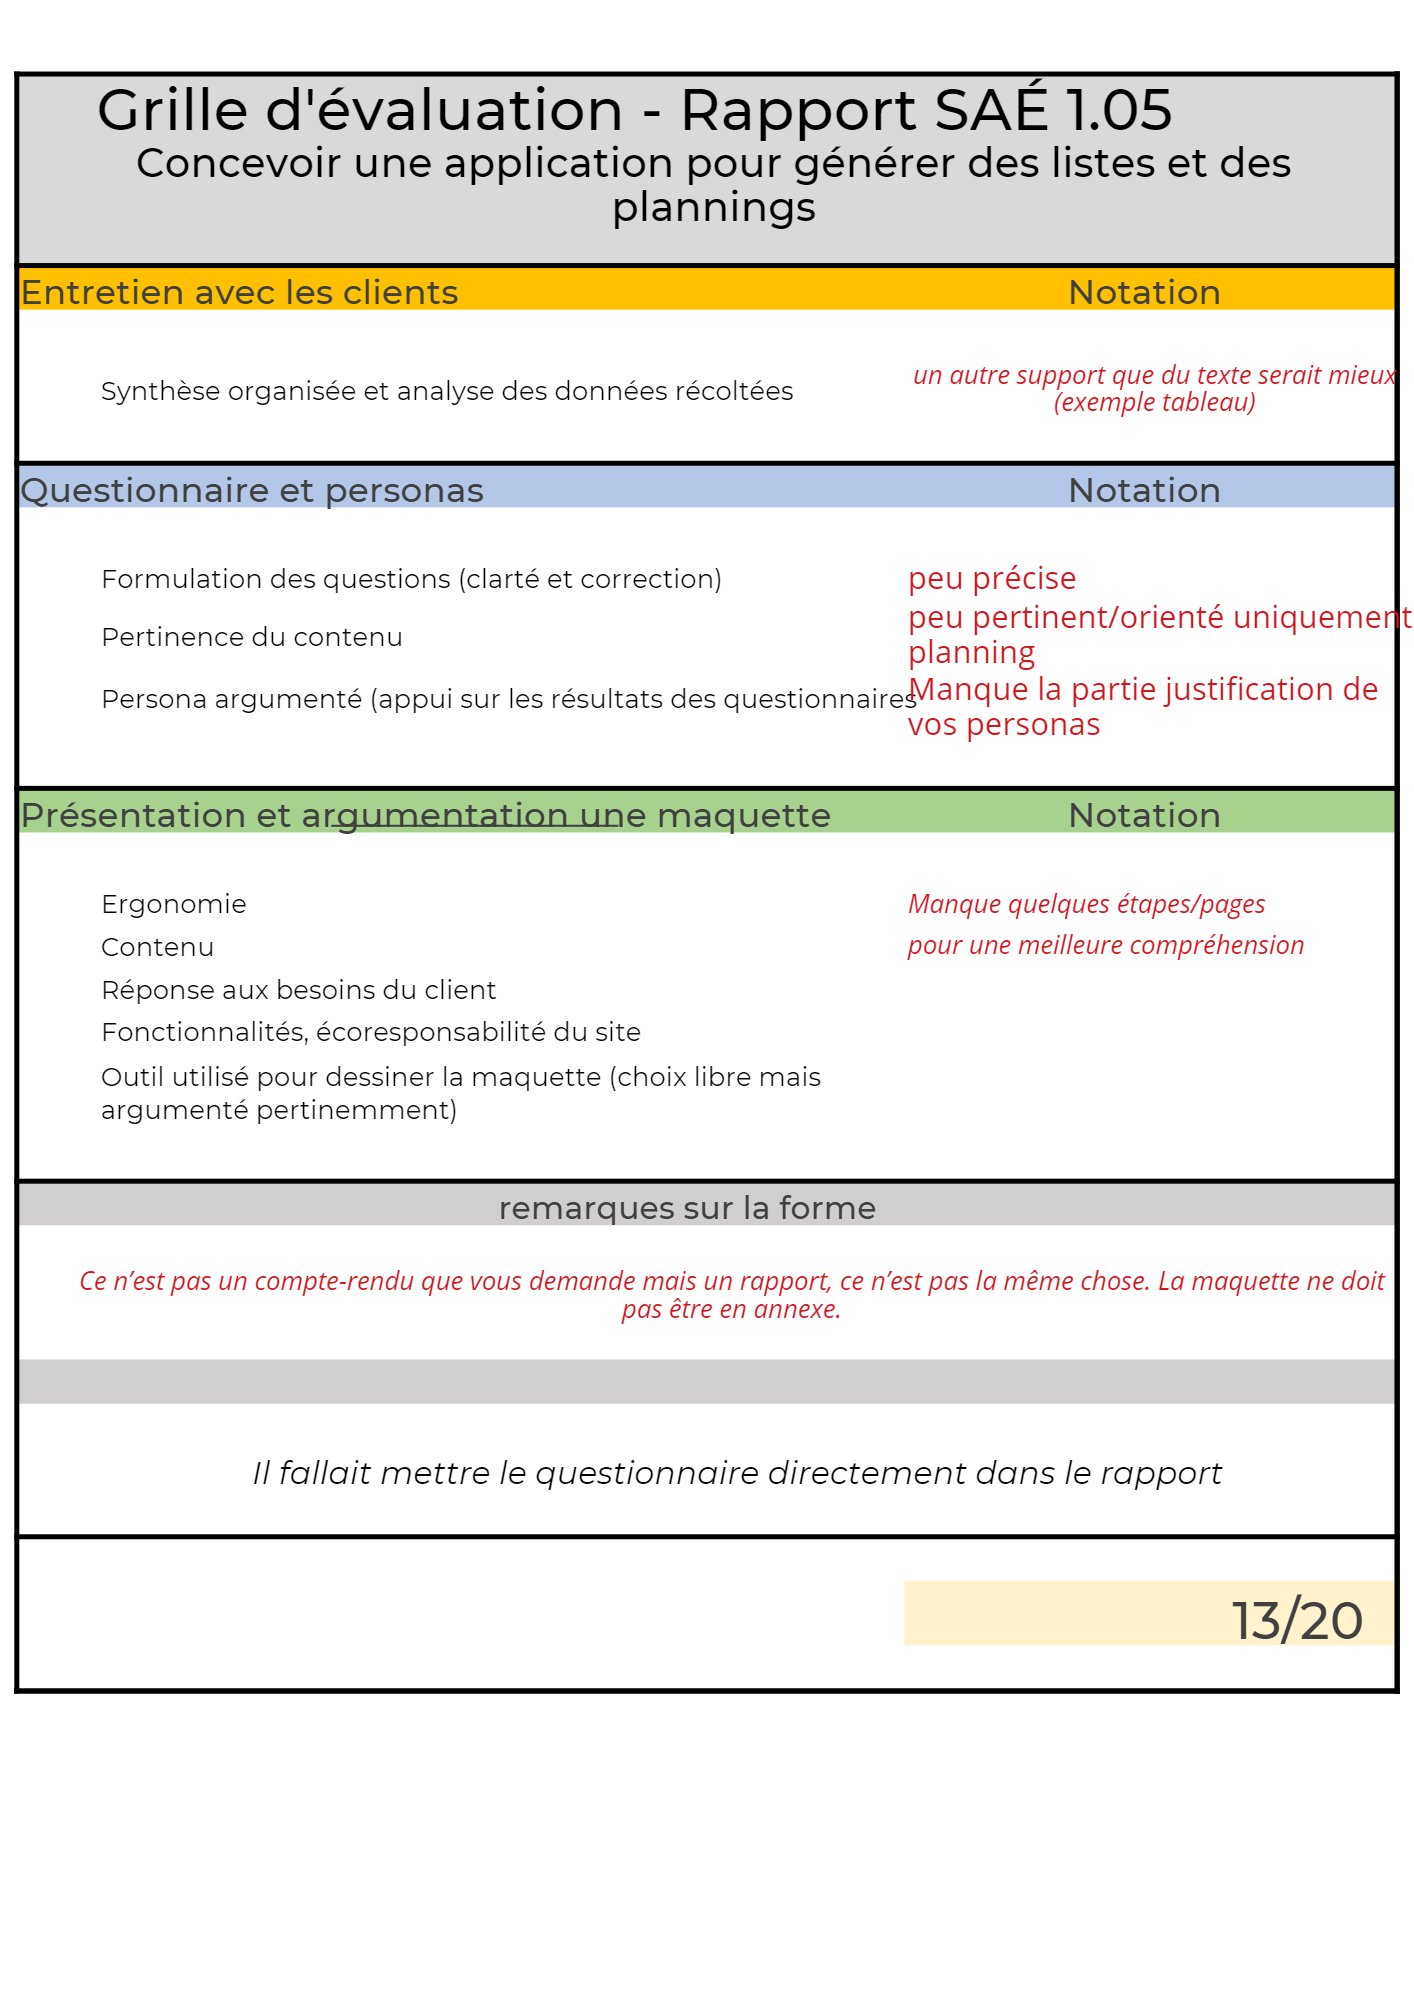 Grille d'évaluation - Rapport SAÉ 1.05
Concevoir une application pour générer des listes et des
plannings
Entretien avec les clients Notation
Synthèse organisée et analyse des données récoltées
un autre support que du texte serait mieux
(exemple tableau)
Questionnaire et personas Notation
Formulation des questions (clarté et correction) peu précise
Pertinence du contenu
peu pertinent/orienté uniquement
planning
Persona argumenté (appui sur les résultats des questionnaires
Manque la partie justification de
vos personas
Présentation et argumentation une maquette Notation
Ergonomie Manque quelques étapes/pages
Contenu pour une meilleure compréhension
Réponse aux besoins du client
Fonctionnalités, écoresponsabilité du site
Outil utilisé pour dessiner la maquette (choix libre mais
argumenté pertinemment)
remarques sur la forme
Ce n’est pas un compte-rendu que vous demande mais un rapport, ce n’est pas la même chose. La maquette ne doit
pas être en annexe.
Il fallait mettre le questionnaire directement dans le rapport
13/20